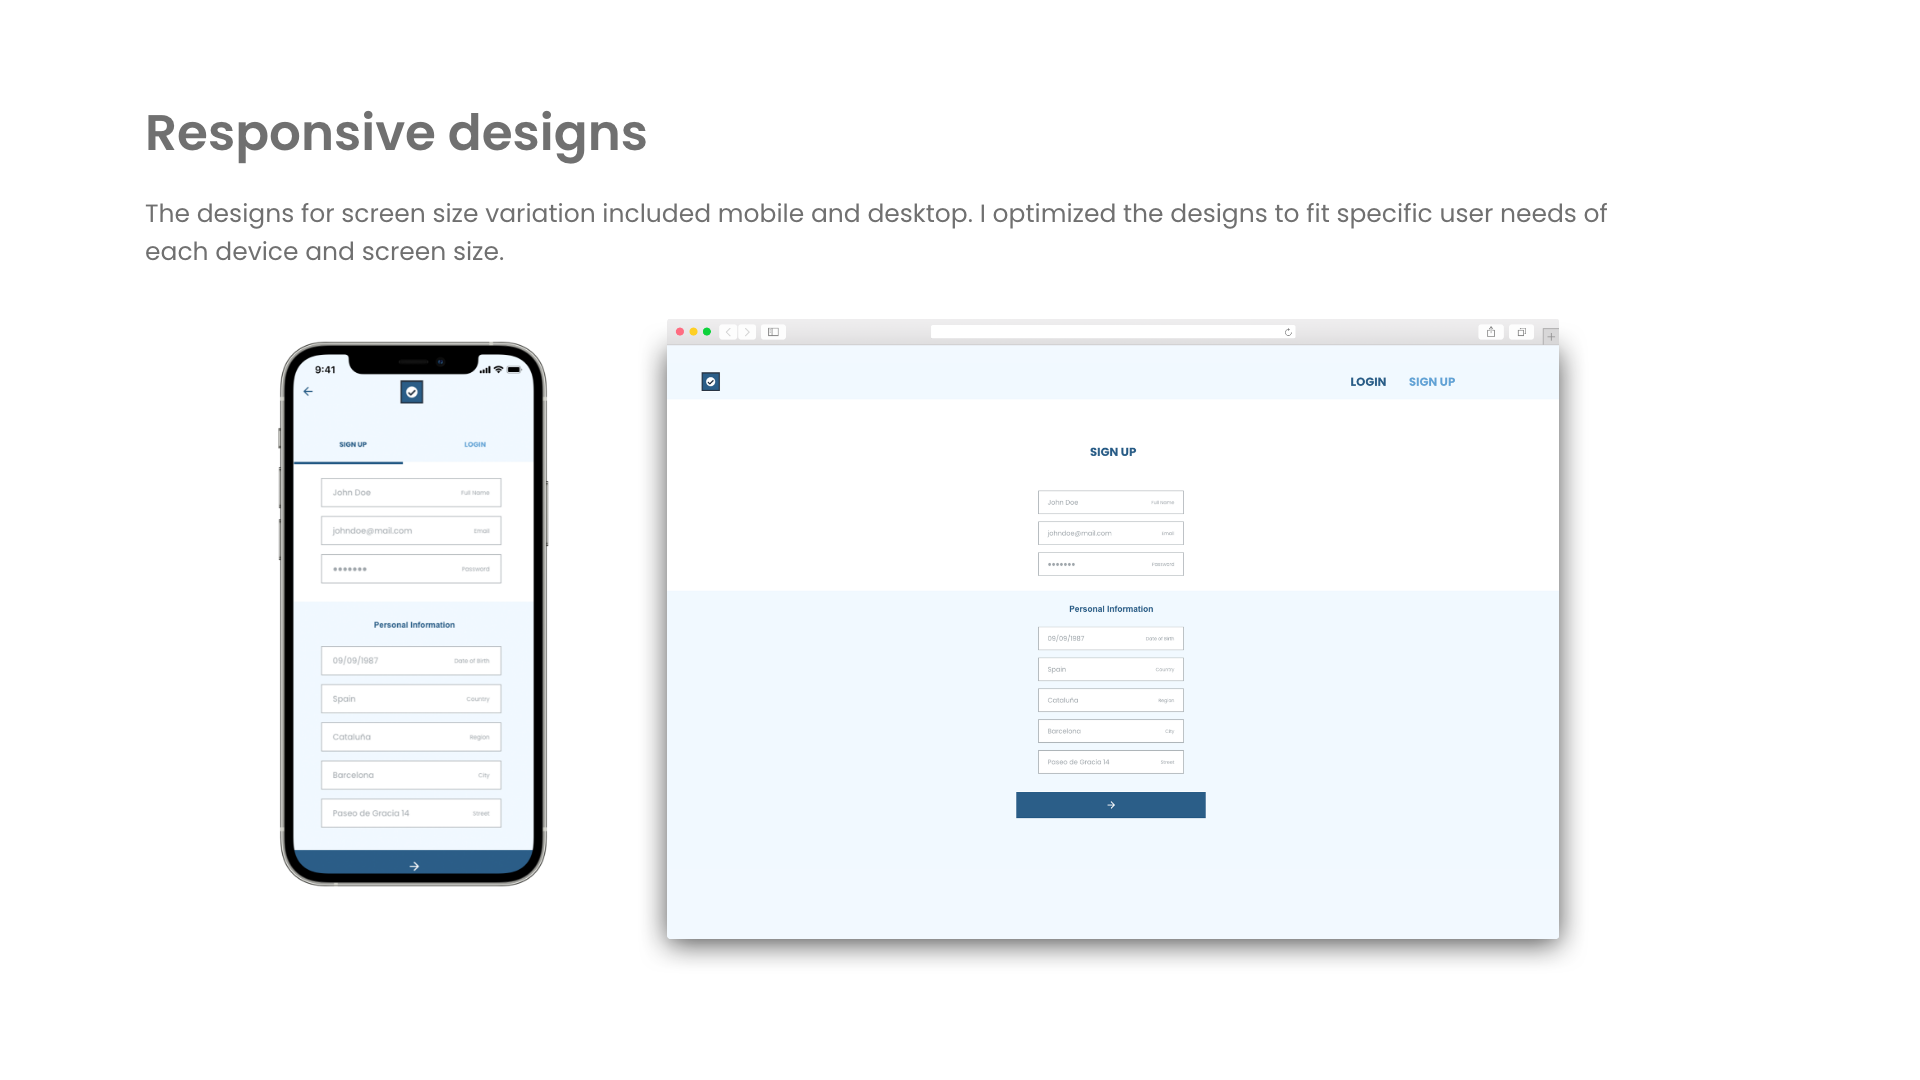 Responsive designs
The designs for screen size variation included mobile and desktop. I optimized the designs to fit specific user needs of
each device and screen size.
9:41
SIGN UP LOGIN
John Doe Full Name
johndoe@mail.com Email
●●●●●●● Password
Personal Information
09/09/1987 Date of Birth
Spain Country
Cataluña Region
Barcelona City
Paseo de Gracia 14 Street
LOGIN SIGN UP
SIGN UP
John Doe Full Name
johndoe@mail.com Email
●●●●●●● Password
Personal Information
09/09/1987 Date of Birth
Spain Country
Cataluña Region
Barcelona City
Paseo de Gracia 14 Street